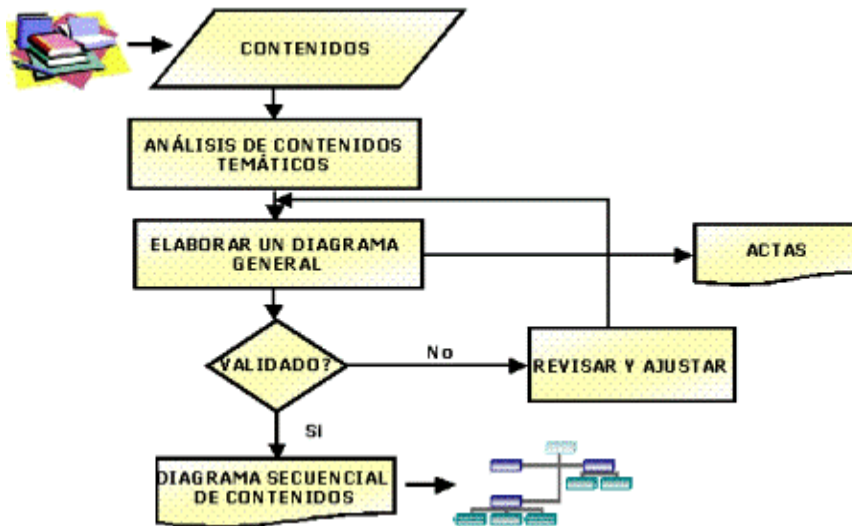 CONTENIDOS
ANÁLISIS DE CONTENIDOS
TEMÁTICOS
ELABORAR UN DIAGRAMA
GENERAL
ACTAS
VALIDADO?
No
REVISAR Y AJUSTAR
Si
DIAGRAMA SECUENCIAL
DE CONTENIDOS